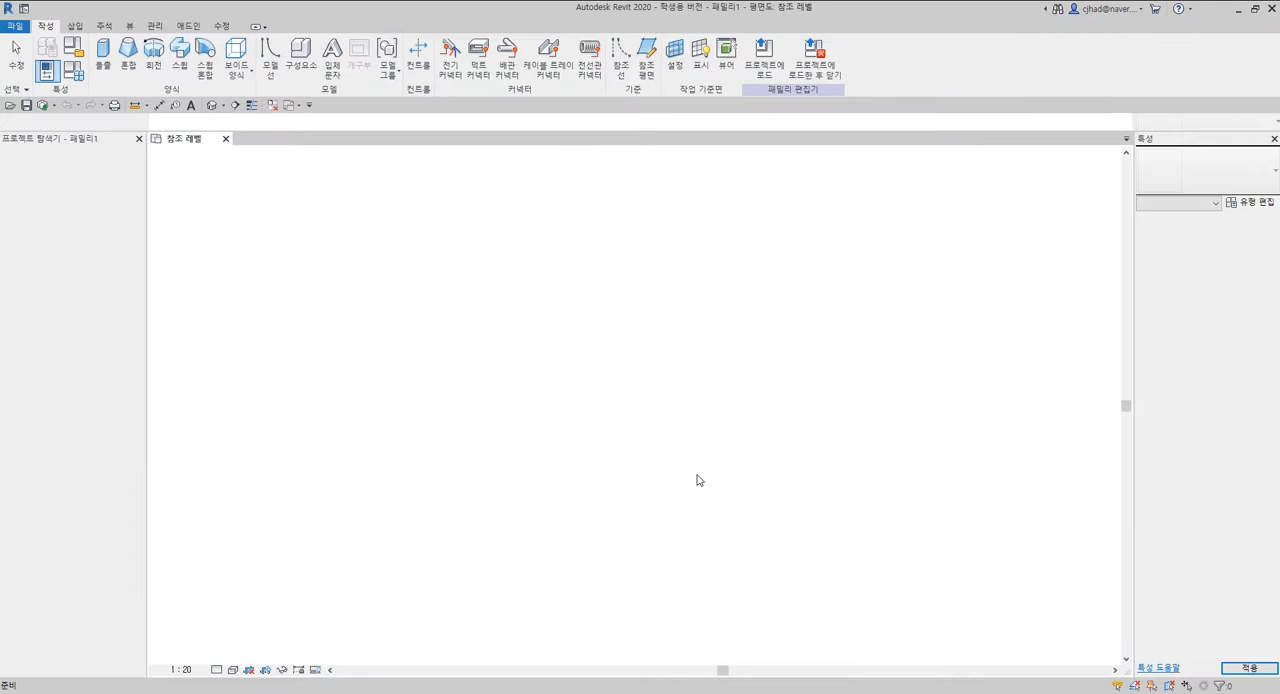 Autodesk Revit 2020 - 학생용 버전 - 패밀리1 - 평면도: 참조 레벨
cjhad@naver....
파일 작성 삽입 주석 뷰 관리 애드인 수정
수정 돌출 혼합 회전 스윕 스윕 혼합 보이드 양식 모델 선 구성요소 입체 문자 개구부 모델 그룹 컨트롤 전기 커넥터 덕트 커넥터 배관 커넥터 케이블 트레이 커넥터 전선관 커넥터 참조 선 참조 평면 설정 표시 뷰어 프로젝트에 로드 프로젝트에 로드한 후 닫기
선택 특성 양식 모델 컨트롤 커넥터 기준 작업 기준면 패밀리 편집기
프로젝트 탐색기 - 패밀리1
참조 레벨
특성
유형 편집
1 : 20
특성 도움말
적용
준비
:0